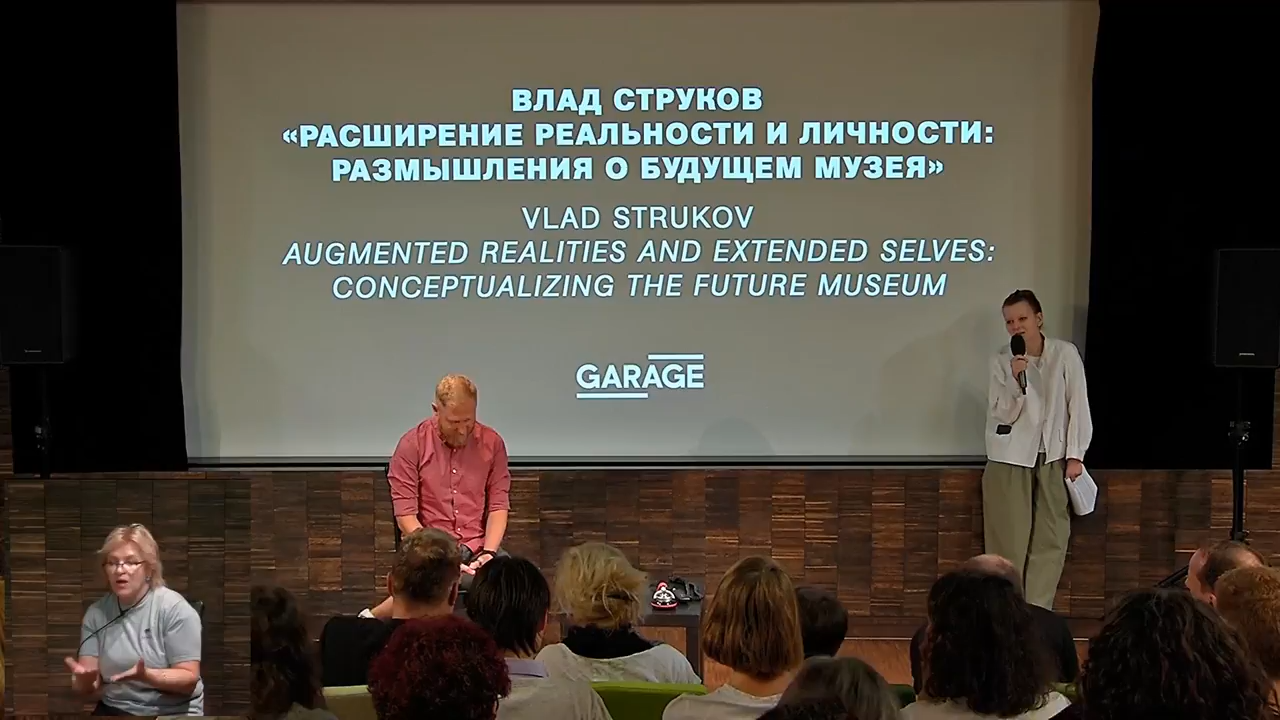 ВЛАД СТРУКОВ
«РАСШИРЕНИЕ РЕАЛЬНОСТИ И ЛИЧНОСТИ:
РАЗМЫШЛЕНИЯ О БУДУЩЕМ МУЗЕЯ»
VLAD STRUKOV
AUGMENTED REALITIES AND EXTENDED SELVES:
CONCEPTUALIZING THE FUTURE MUSEUM
GARAGE